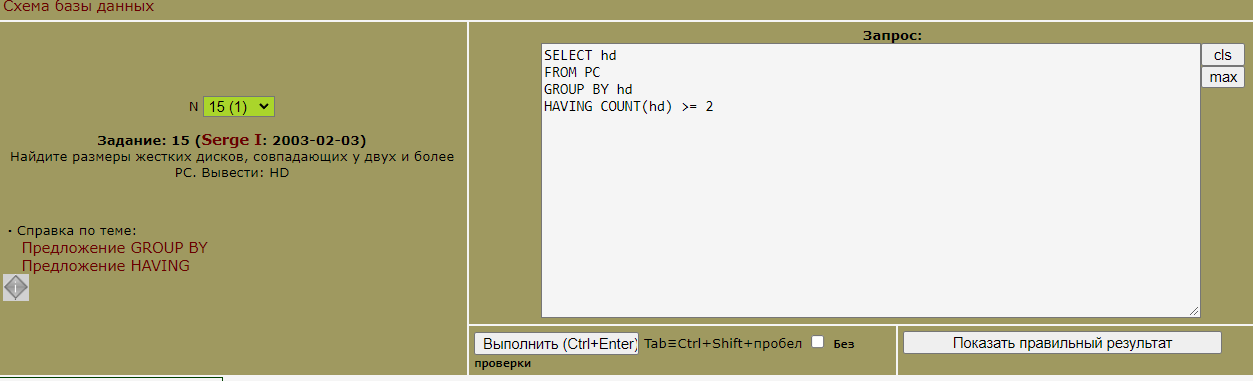 Схема базы данных
N 15 (1)
Задание: 15 (Serge I: 2003-02-03)
Найдите размеры жестких дисков, совпадающих у двух и более
PC. Вывести: HD
· Справка по теме:
Предложение GROUP BY
Предложение HAVING
i
Запрос:
SELECT hd
FROM PC
GROUP BY hd
HAVING COUNT(hd) >= 2
cls
max
Выполнить (Ctrl+Enter) Tab≡Ctrl+Shift+пробел Без
проверки
Показать правильный результат